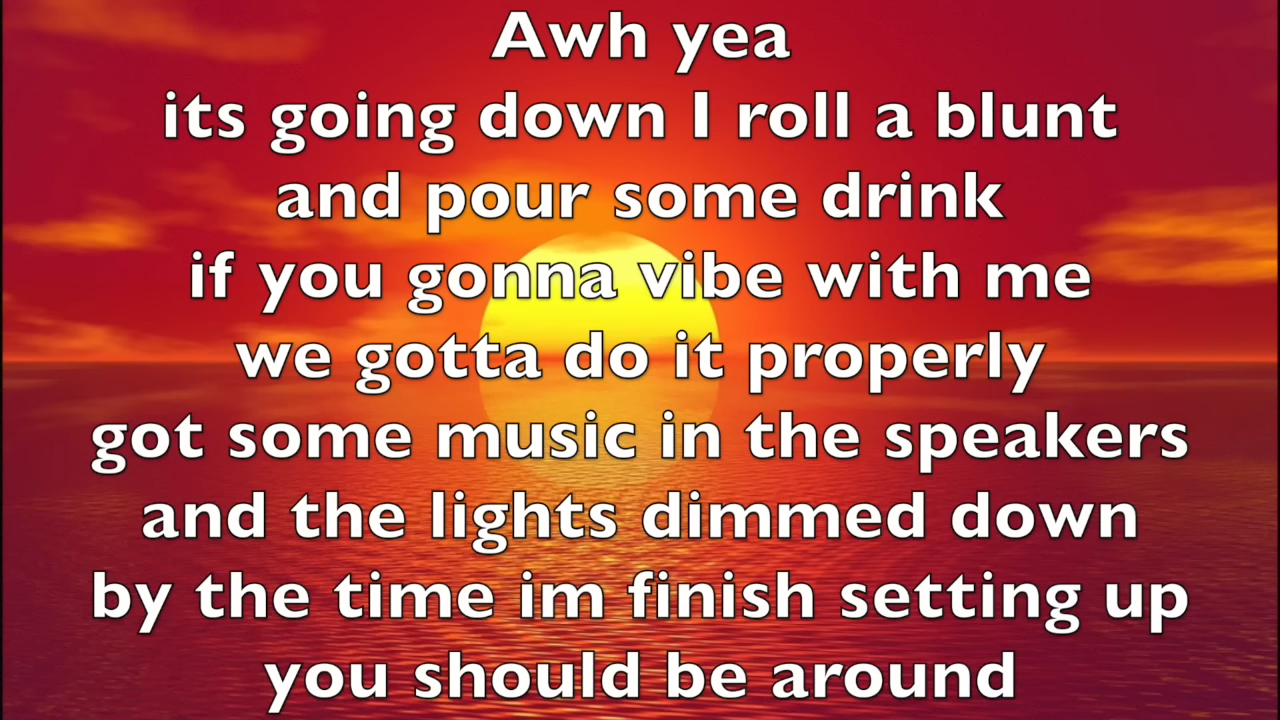 Awh yea
its going down I roll a blunt
and pour some drink
if you gonna vibe with me
we gotta do it properly
got some music in the speakers
and the lights dimmed down
by the time im finish setting up
you should be around